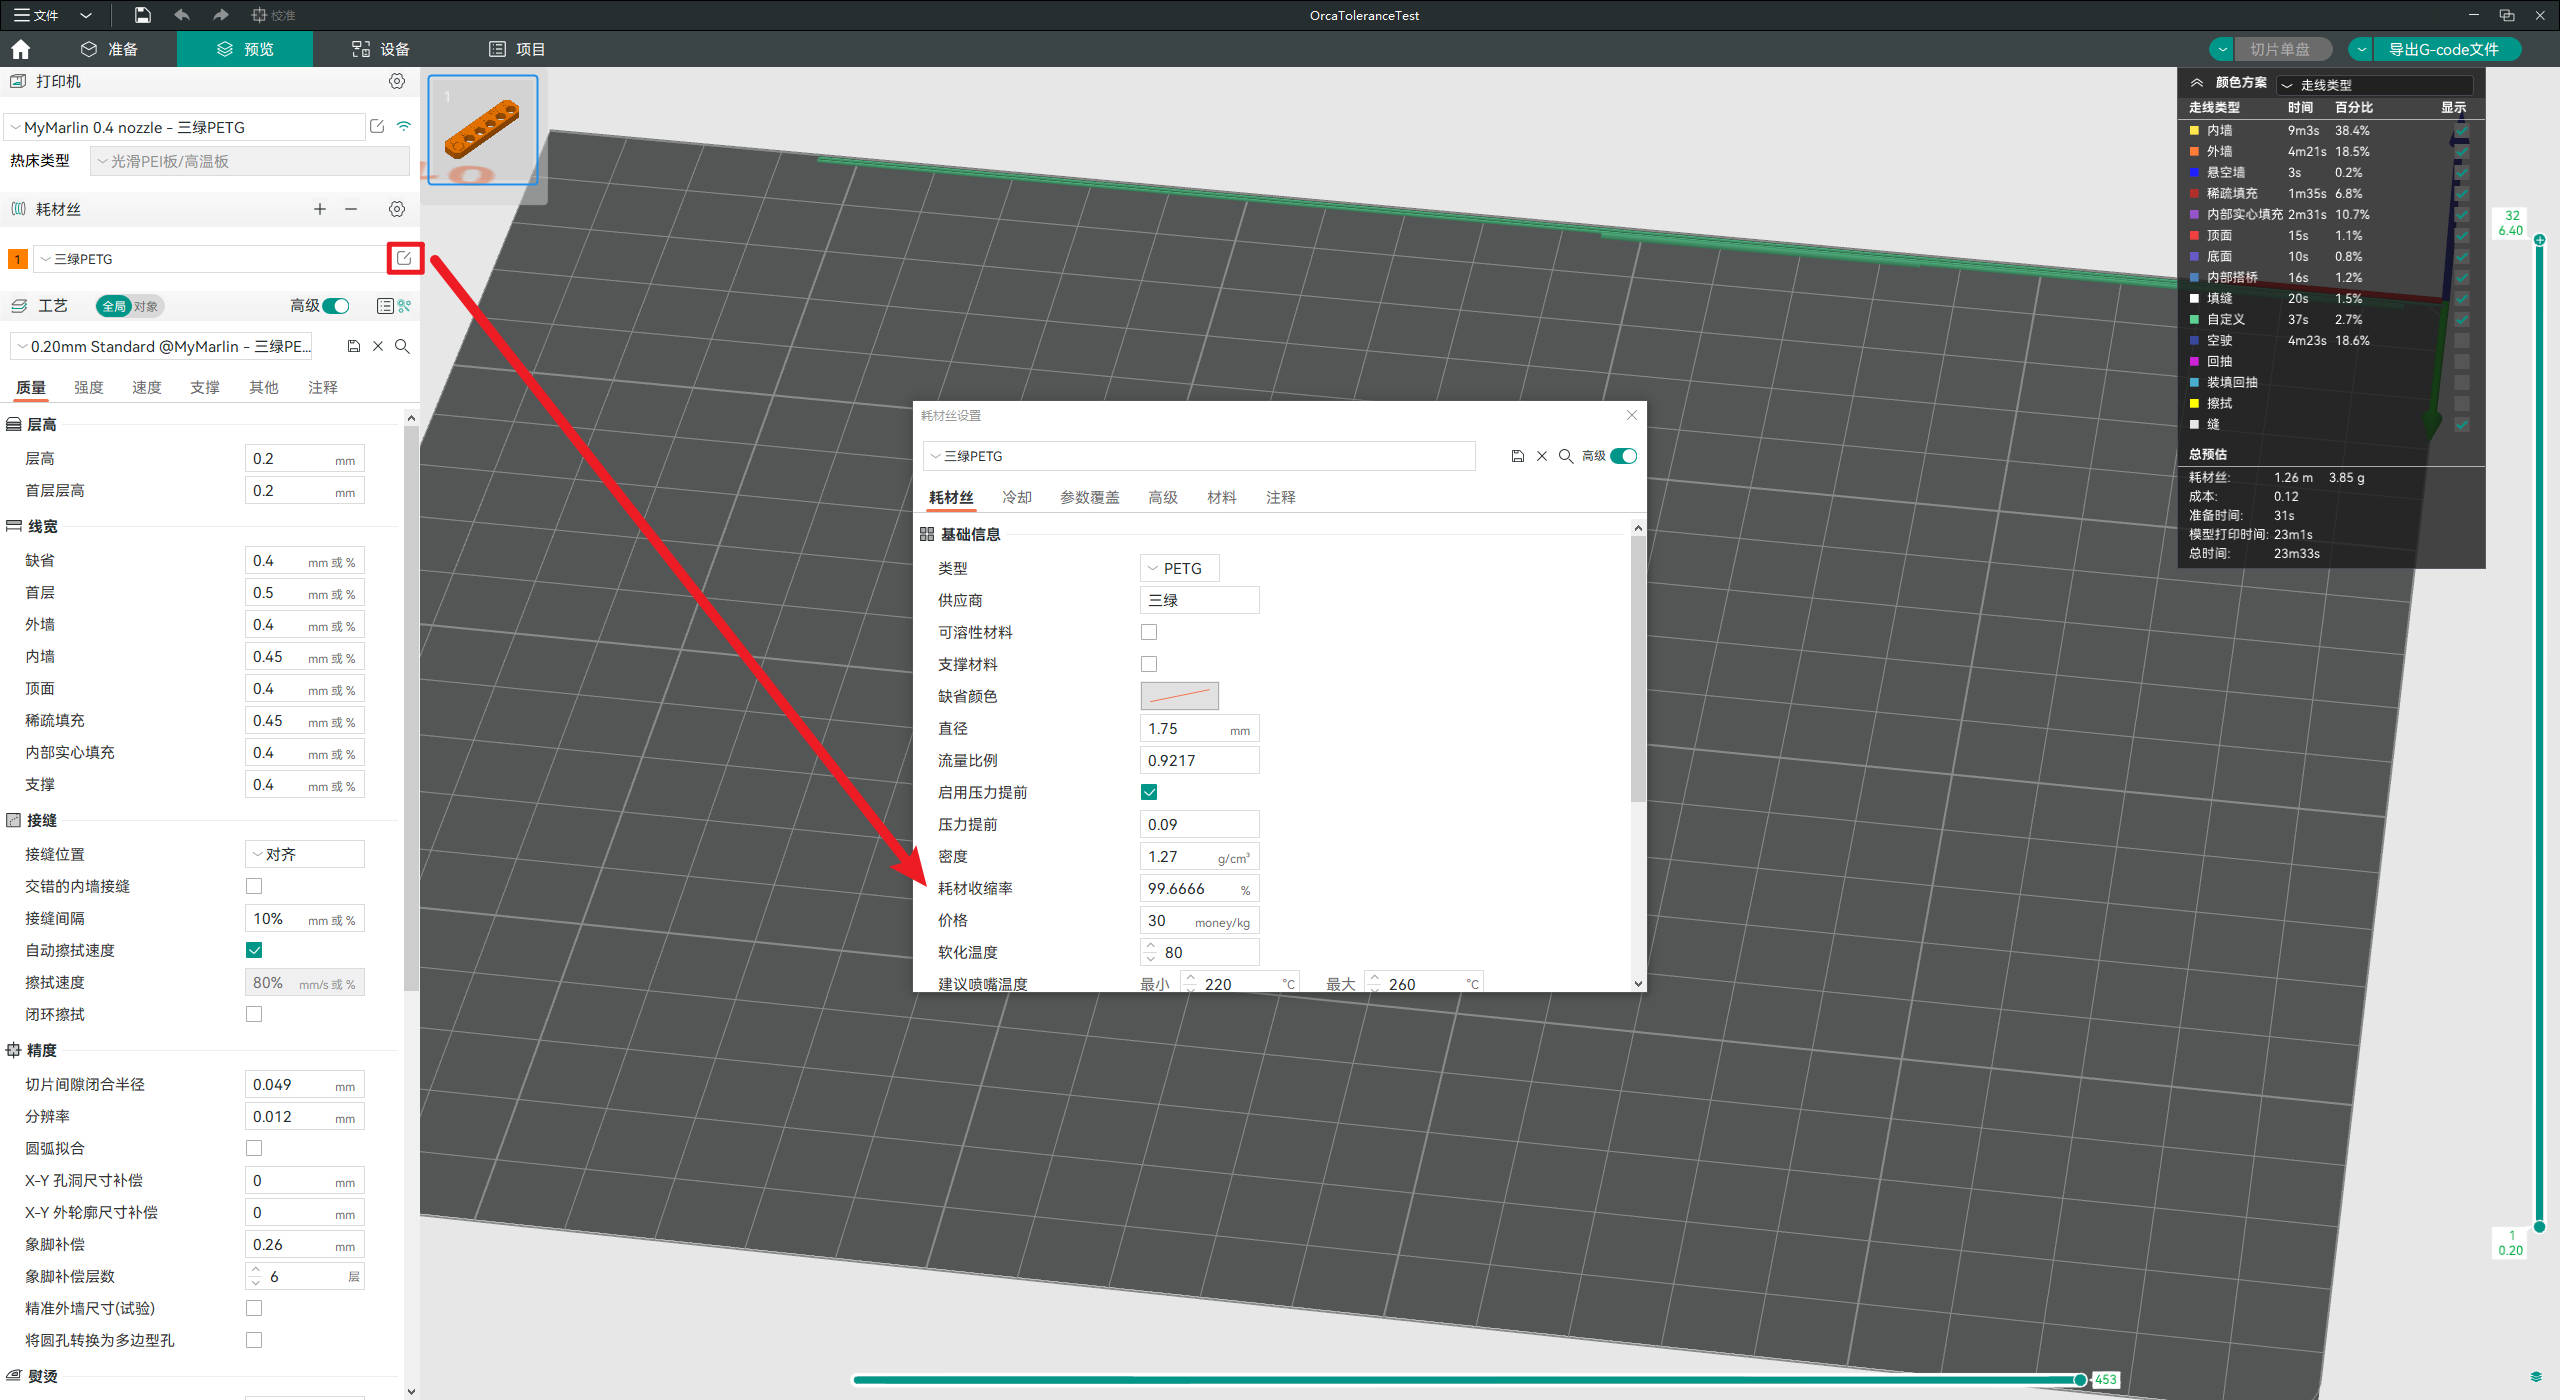 文件
校准
OrcaToleranceTest
准备
预览
设备
项目
切片单盘
导出G-code文件
打印机
MyMarlin 0.4 nozzle - 三绿PETG
热床类型
光滑PEI板/高温板
耗材丝
1
三绿PETG
工艺
全局
对象
高级
0.20mm Standard @MyMarlin - 三绿PE...
质量
强度
速度
支撑
其他
注释
层高
层高 0.2 mm
首层层高 0.2 mm
线宽
缺省 0.4 mm 或 %
首层 0.5 mm 或 %
外墙 0.4 mm 或 %
内墙 0.45 mm 或 %
顶面 0.4 mm 或 %
稀疏填充 0.45 mm 或 %
内部实心填充 0.4 mm 或 %
支撑 0.4 mm 或 %
接缝
接缝位置 对齐
交错的内墙接缝
接缝间隔 10% mm 或 %
自动擦拭速度
擦拭速度 80% mm/s 或 %
闭环擦拭
精度
切片间隙闭合半径 0.049 mm
分辨率 0.012 mm
圆弧拟合
X-Y 孔洞尺寸补偿 0 mm
X-Y 外轮廓尺寸补偿 0 mm
象脚补偿 0.26 mm
象脚补偿层数 6 层
精准外墙尺寸(试验)
将圆孔转换为多边型孔
熨烫
1
耗材丝设置
三绿PETG
高级
耗材丝
冷却
参数覆盖
高级
材料
注释
基础信息
类型 PETG
供应商 三绿
可溶性材料
支撑材料
缺省颜色
直径 1.75 mm
流量比例 0.9217
启用压力提前
压力提前 0.09
密度 1.27 g/cm³
耗材收缩率 99.6666 %
价格 30 money/kg
软化温度 80
建议喷嘴温度 最小 220 °C 最大 260 °C
颜色方案 走线类型
走线类型 时间 百分比 显示
内墙 9m3s 38.4%
外墙 4m21s 18.5%
悬空墙 3s 0.2%
稀疏填充 1m35s 6.8%
内部实心填充 2m31s 10.7%
顶面 15s 1.1%
底面 10s 0.8%
内部搭桥 16s 1.2%
填缝 20s 1.5%
自定义 37s 2.7%
空驶 4m23s 18.6%
回抽
装填回抽
擦拭
缝
总预估
耗材丝: 1.26 m 3.85 g
成本: 0.12
准备时间: 31s
模型打印时间: 23m1s
总时间: 23m33s
32
6.40
1
0.20
453